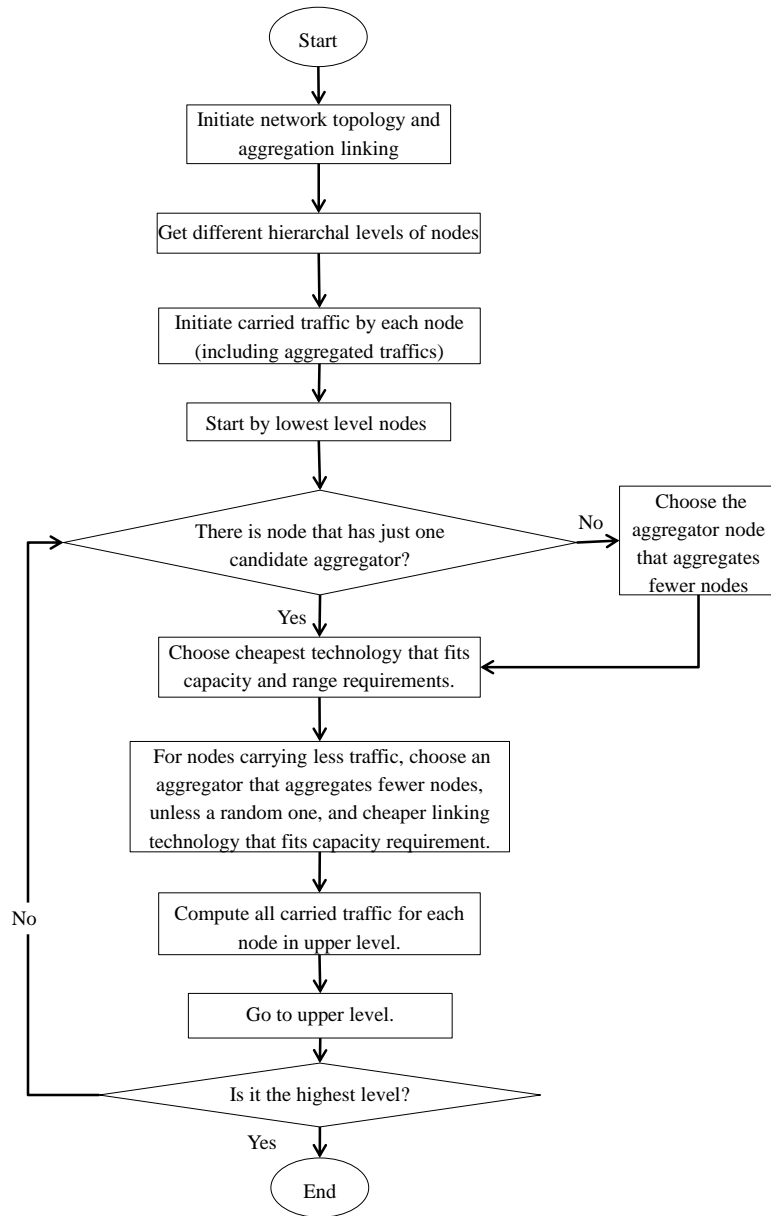 Start
Initiate network topology and
aggregation linking
Get different hierarchal levels of nodes
Initiate carried traffic by each node
(including aggregated traffics)
Start by lowest level nodes
There is node that has just one
candidate aggregator?
No
Choose the
aggregator node
that aggregates
fewer nodes
Yes
Choose cheapest technology that fits
capacity and range requirements.
For nodes carrying less traffic, choose an
aggregator that aggregates fewer nodes,
unless a random one, and cheaper linking
technology that fits capacity requirement.
No
Compute all carried traffic for each
node in upper level.
Go to upper level.
Is it the highest level?
Yes
End